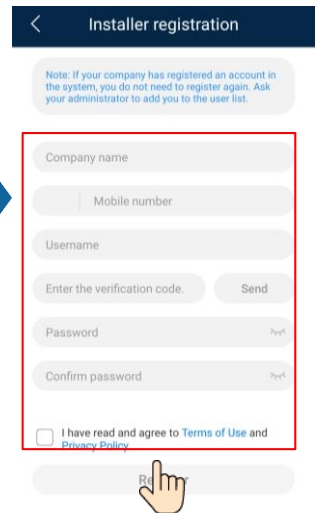 Installer registration
Note: If your company has registered an account in
the system, you do not need to register again. Ask
your administrator to add you to the user list.
Company name
Mobile number
Username
Enter the verification code. Send
Password
Confirm password
I have read and agree to Terms of Use and
Privacy Policy